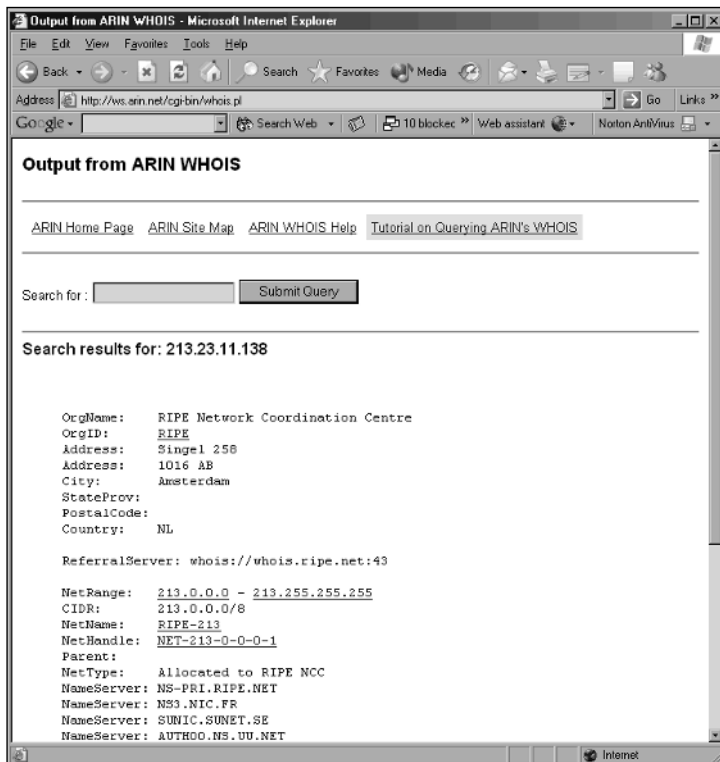 Output from ARIN WHOIS - Microsoft Internet Explorer
File Edit View Favorites Tools Help
Back Search Favorites Media
Address http://ws.arin.net/cgi-bin/whois.pl Go Links »
Google Search Web 10 blocked » Web assistant Norton AntiVirus
Output from ARIN WHOIS
ARIN Home Page ARIN Site Map ARIN WHOIS Help Tutorial on Querying ARIN's WHOIS
Search for : Submit Query
Search results for: 213.23.11.138
OrgName: RIPE Network Coordination Centre
OrgID: RIPE
Address: Singel 258
Address: 1016 AB
City: Amsterdam
StateProv:
PostalCode:
Country: NL
ReferralServer: whois://whois.ripe.net:43
NetRange: 213.0.0.0 - 213.255.255.255
CIDR: 213.0.0.0/8
NetName: RIPE-213
NetHandle: NET-213-0-0-0-1
Parent:
NetType: Allocated to RIPE NCC
NameServer: NS-PRI.RIPE.NET
NameServer: NS3.NIC.FR
NameServer: SUNIC.SUNET.SE
NameServer: AUTH00.NS.UU.NET
Internet